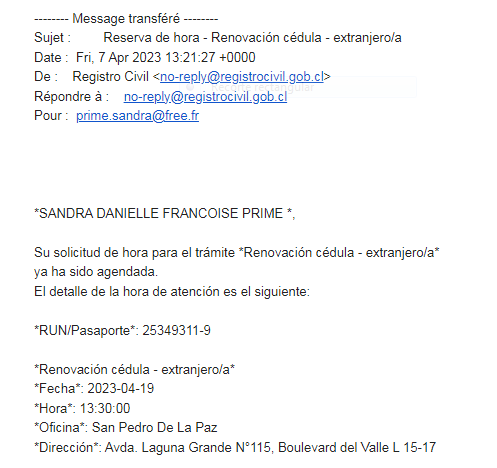 -------- Message transféré --------
Sujet : Reserva de hora - Renovación cédula - extranjero/a
Date : Fri, 7 Apr 2023 13:21:27 +0000
De : Registro Civil <no-reply@registrocivil.gob.cl>
Répondre à : no-reply@registrocivil.gob.cl
Pour : prime.sandra@free.fr
*SANDRA DANIELLE FRANCOISE PRIME *,
Su solicitud de hora para el trámite *Renovación cédula - extranjero/a*
ya ha sido agendada.
El detalle de la hora de atención es el siguiente:
*RUN/Pasaporte*: 25349311-9
*Renovación cédula - extranjero/a*
*Fecha*: 2023-04-19
*Hora*: 13:30:00
*Oficina*: San Pedro De La Paz
*Dirección*: Avda. Laguna Grande N°115, Boulevard del Valle L 15-17